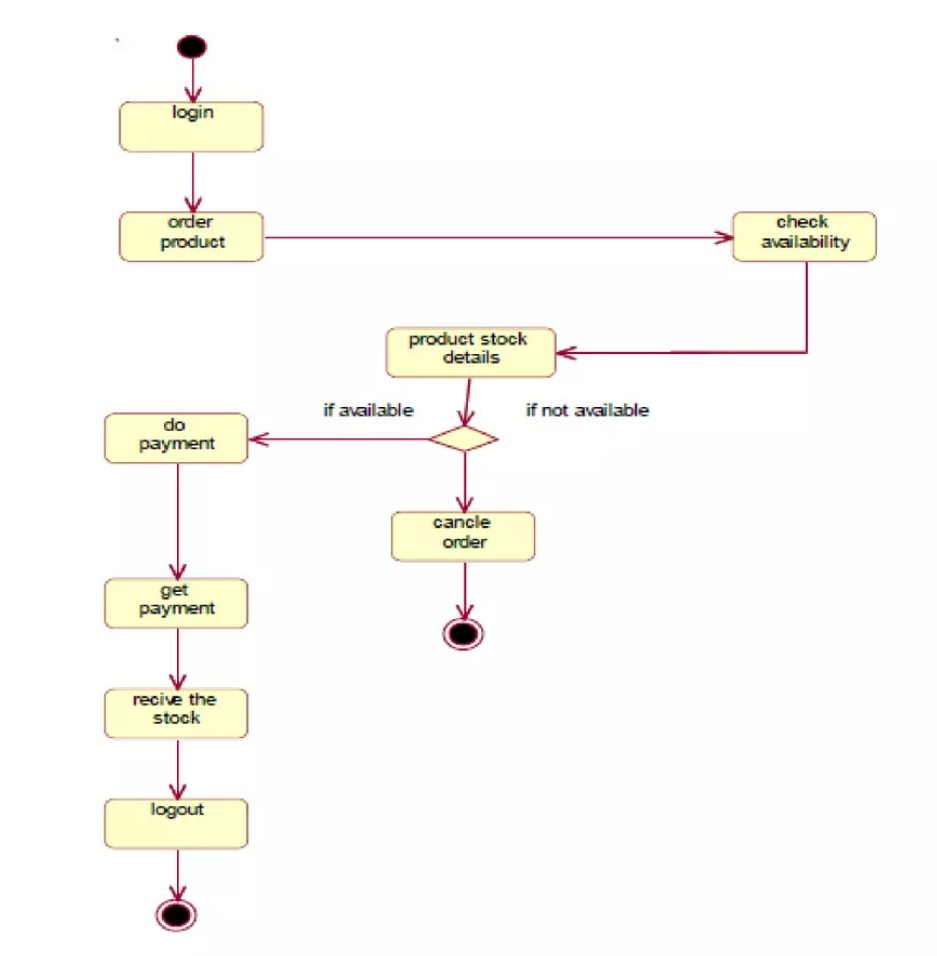 login
order
product
check
availability
product stock
details
if available
if not available
do
payment
cancle
order
get
payment
recive the
stock
logout